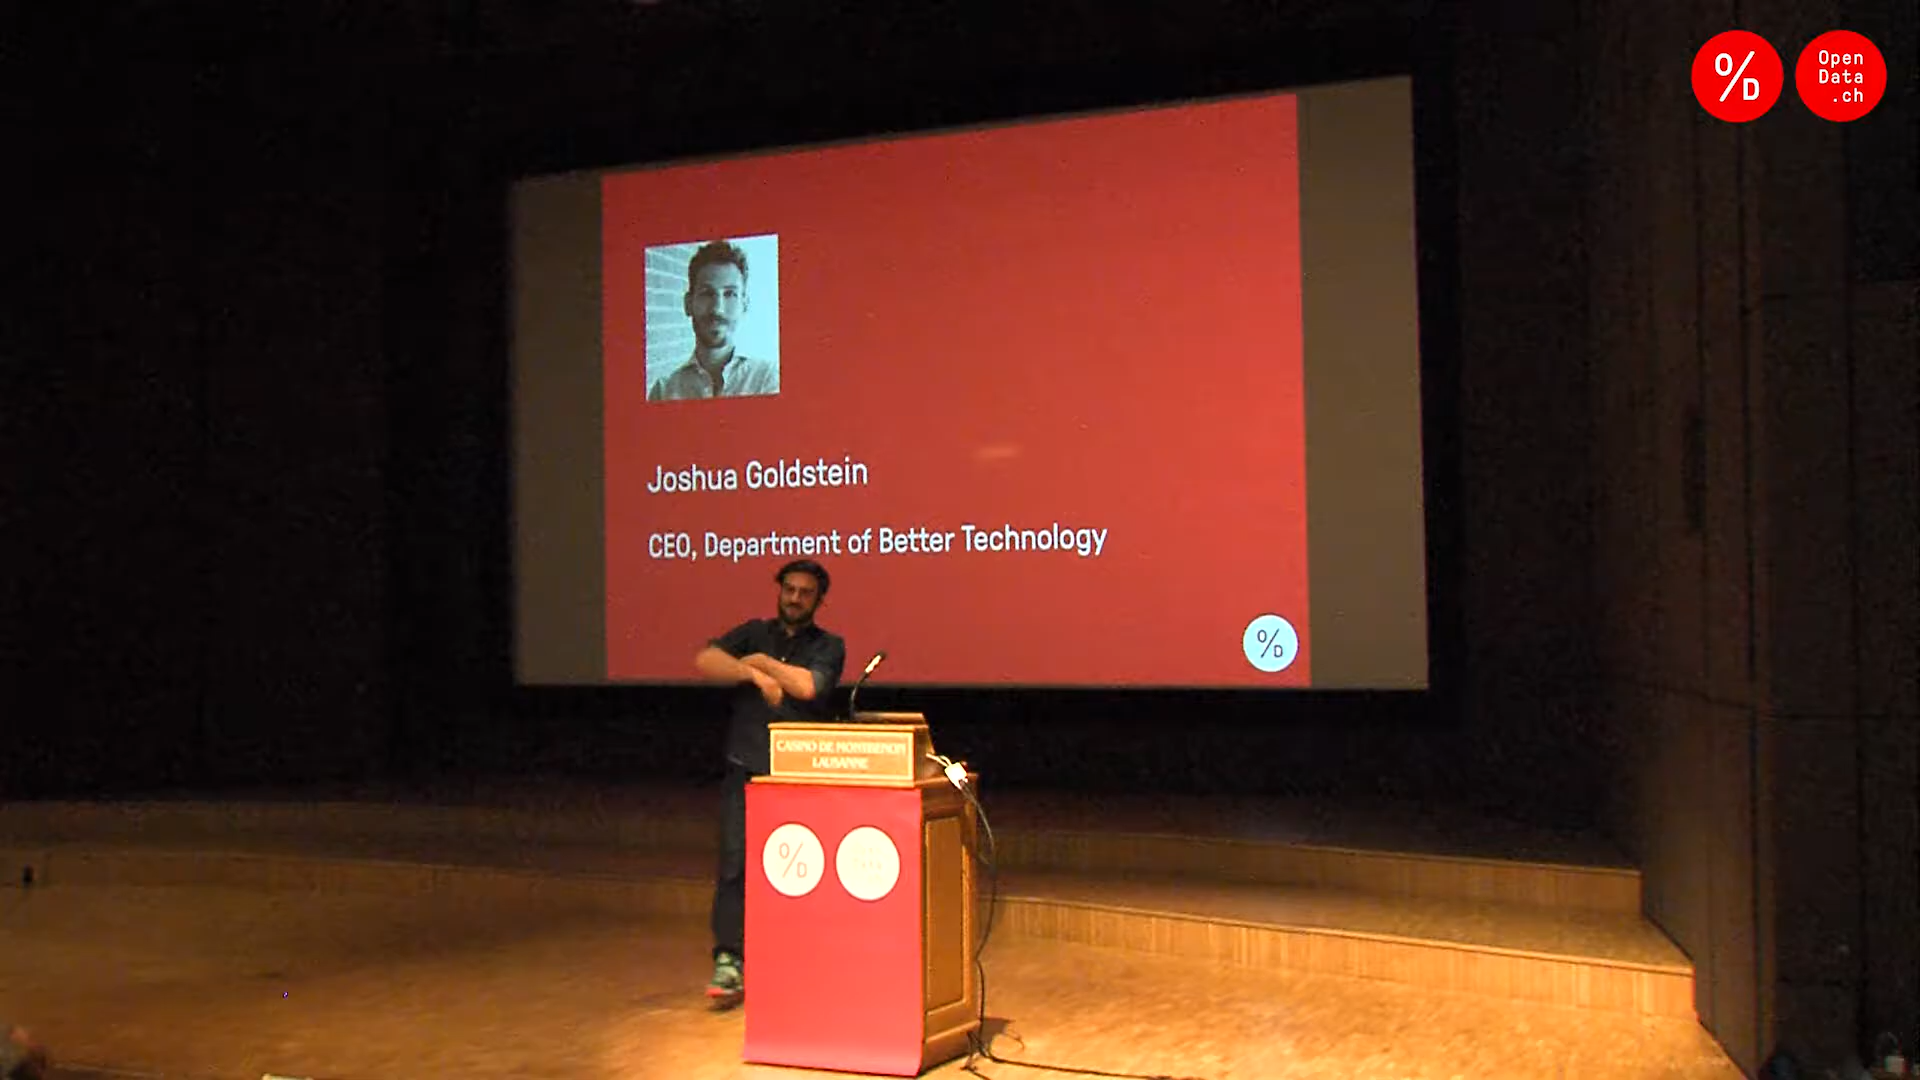 %D
Open
Data
.ch
Joshua Goldstein
CEO, Department of Better Technology
%D
CASINO DE MONTBENON
LAUSANNE
%D